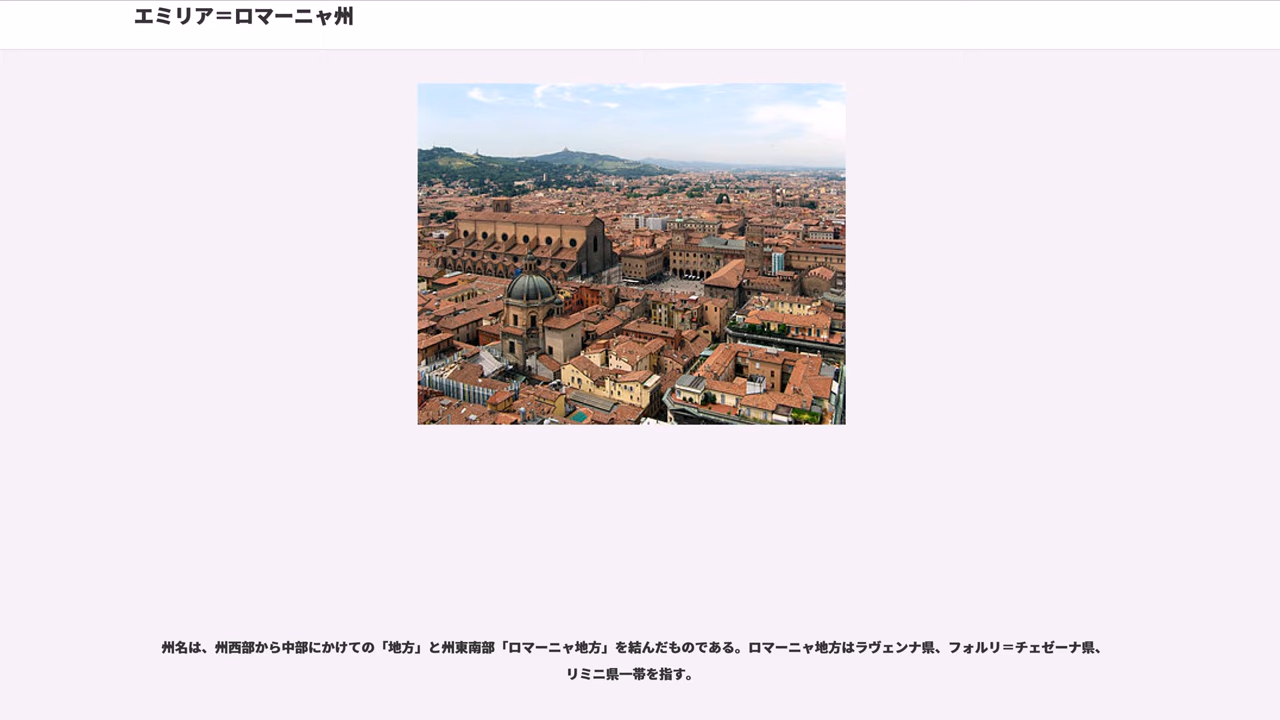 エミリア＝ロマーニャ州
州名は、州西部から中部にかけての「地方」と州東南部「ロマーニャ地方」を結んだものである。ロマーニャ地方はラヴェンナ県、フォルリ＝チェゼーナ県、
リミニ県一帯を指す。